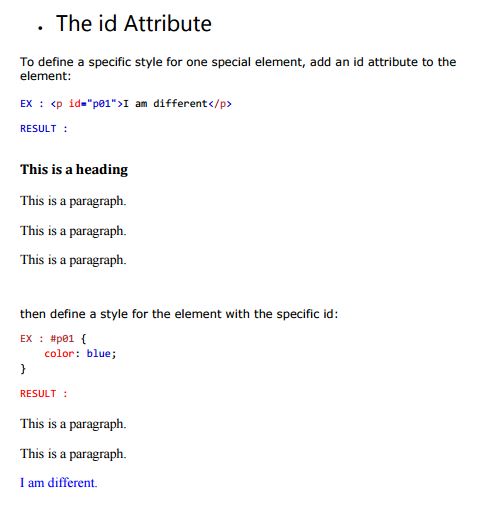 • The id Attribute
To define a specific style for one special element, add an id attribute to the
element:
EX : <p id="p01">I am different</p>
RESULT :
This is a heading
This is a paragraph.
This is a paragraph.
This is a paragraph.
then define a style for the element with the specific id:
EX : #p01 {
    color: blue;
}
RESULT :
This is a paragraph.
This is a paragraph.
I am different.